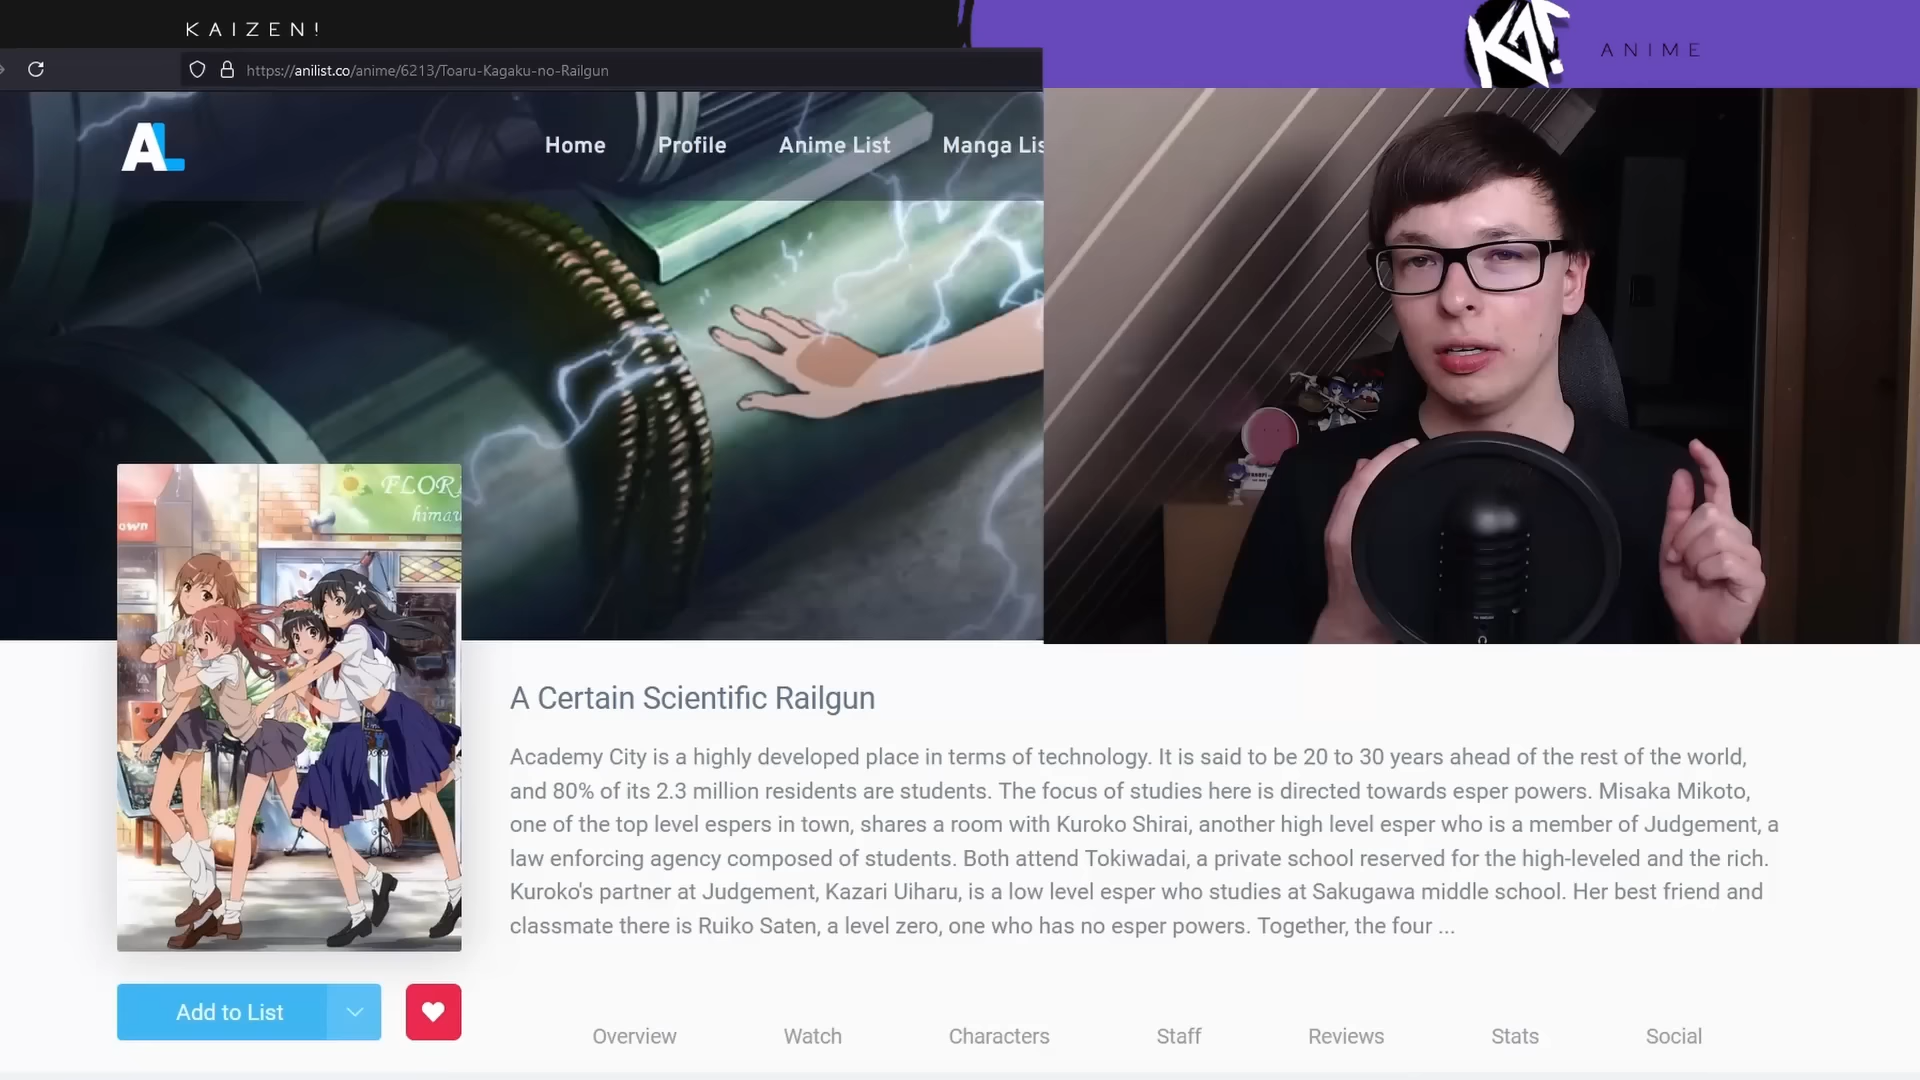 KAIZEN!
KA!
ANIME
https://anilist.co/anime/6213/Toaru-Kagaku-no-Railgun
AL
Home
Profile
Anime List
Manga Lis
FLOR
himaw
own
A Certain Scientific Railgun
Academy City is a highly developed place in terms of technology. It is said to be 20 to 30 years ahead of the rest of the world,
and 80% of its 2.3 million residents are students. The focus of studies here is directed towards esper powers. Misaka Mikoto,
one of the top level espers in town, shares a room with Kuroko Shirai, another high level esper who is a member of Judgement, a
law enforcing agency composed of students. Both attend Tokiwadai, a private school reserved for the high-leveled and the rich.
Kuroko's partner at Judgement, Kazari Uiharu, is a low level esper who studies at Sakugawa middle school. Her best friend and
classmate there is Ruiko Saten, a level zero, one who has no esper powers. Together, the four ...
Add to List
Overview
Watch
Characters
Staff
Reviews
Stats
Social